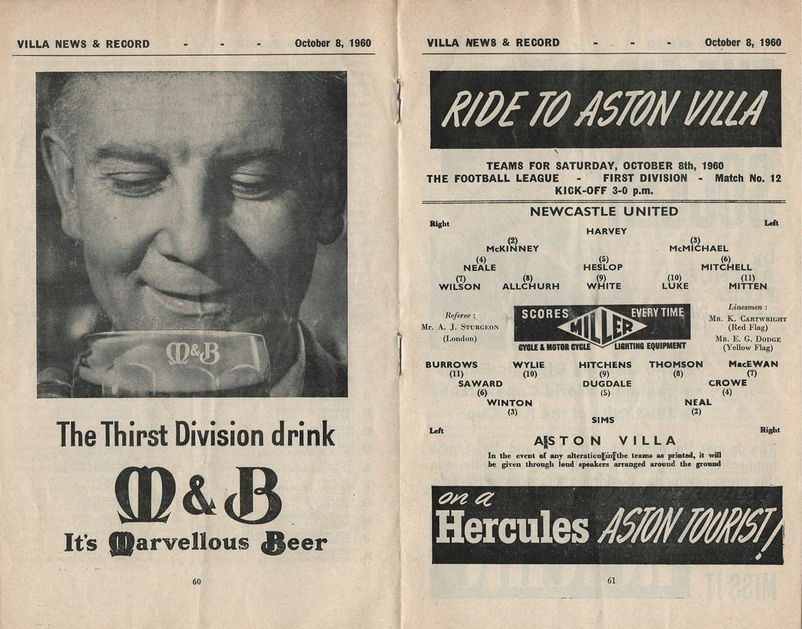 VILLA NEWS & RECORD - - - October 8, 1960
M&B
The Thirst Division drink
M&B
It's Marvellous Beer
60
VILLA NEWS & RECORD - - - October 8, 1960
RIDE TO ASTON VILLA
TEAMS FOR SATURDAY, OCTOBER 8th, 1960
THE FOOTBALL LEAGUE - FIRST DIVISION - Match No. 12
KICK-OFF 3-0 p.m.
NEWCASTLE UNITED
Right Left
HARVEY
(2) (3)
McKINNEY McMICHAEL
(4) (5) (6)
NEALE HESLOP MITCHELL
(7) (8) (9) (10) (11)
WILSON ALLCHURH WHITE LUKE MITTEN
Referee :
Mr. A. J. STURGEON
(London)
SCORES EVERY TIME
MILLER
CYCLE & MOTOR CYCLE LIGHTING EQUIPMENT
Linesmen :
MR. K. CARTWRIGHT
(Red Flag)
MR. E. G. DODGE
(Yellow Flag)
BURROWS WYLIE HITCHENS THOMSON MacEWAN
(11) (10) (9) (8) (7)
SAWARD DUGDALE CROWE
(6) (5) (4)
WINTON NEAL
(3) (2)
SIMS
Left Right
ASTON VILLA
In the event of any alteration in the teams as printed, it will
be given through loud speakers arranged around the ground
on a
Hercules ASTON TOURIST!
61